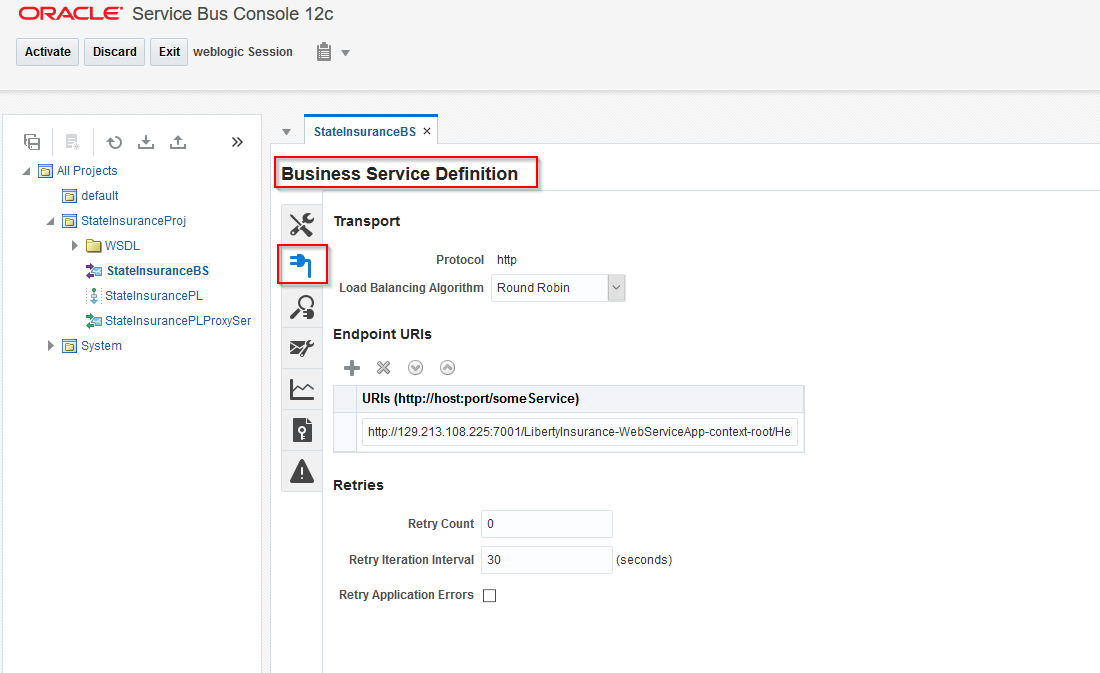 ORACLE Service Bus Console 12c
Activate Discard Exit weblogic Session
StateInsuranceBS
All Projects
default
StateInsuranceProj
WSDL
StateInsuranceBS
StateInsurancePL
StateInsurancePLProxySer
System
Business Service Definition
Transport
Protocol http
Load Balancing Algorithm Round Robin
Endpoint URIs
URIs (http://host:port/someService)
http://129.213.108.225:7001/LibertyInsurance-WebServiceApp-context-root/He
Retries
Retry Count 0
Retry Iteration Interval 30 (seconds)
Retry Application Errors